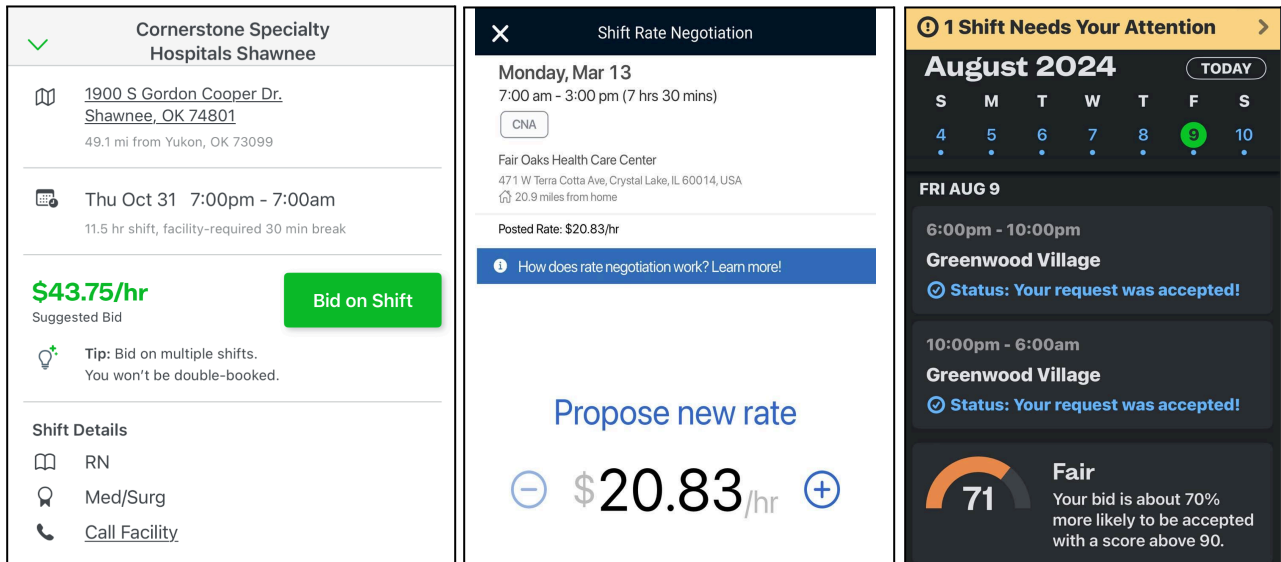 Cornerstone Specialty
Hospitals Shawnee
1900 S Gordon Cooper Dr.
Shawnee, OK 74801
49.1 mi from Yukon, OK 73099
Thu Oct 31 7:00pm - 7:00am
11.5 hr shift, facility-required 30 min break
$43.75/hr
Suggested Bid
Bid on Shift
Tip: Bid on multiple shifts.
You won't be double-booked.
Shift Details
RN
Med/Surg
Call Facility
Shift Rate Negotiation
Monday, Mar 13
7:00 am - 3:00 pm (7 hrs 30 mins)
CNA
Fair Oaks Health Care Center
471 W Terra Cotta Ave, Crystal Lake, IL 60014, USA
20.9 miles from home
Posted Rate: $20.83/hr
How does rate negotiation work? Learn more!
Propose new rate
$20.83/hr
1 Shift Needs Your Attention
August 2024
TODAY
S M T W T F S
4 5 6 7 8 9 10
FRI AUG 9
6:00pm - 10:00pm
Greenwood Village
Status: Your request was accepted!
10:00pm - 6:00am
Greenwood Village
Status: Your request was accepted!
71
Fair
Your bid is about 70%
more likely to be accepted
with a score above 90.